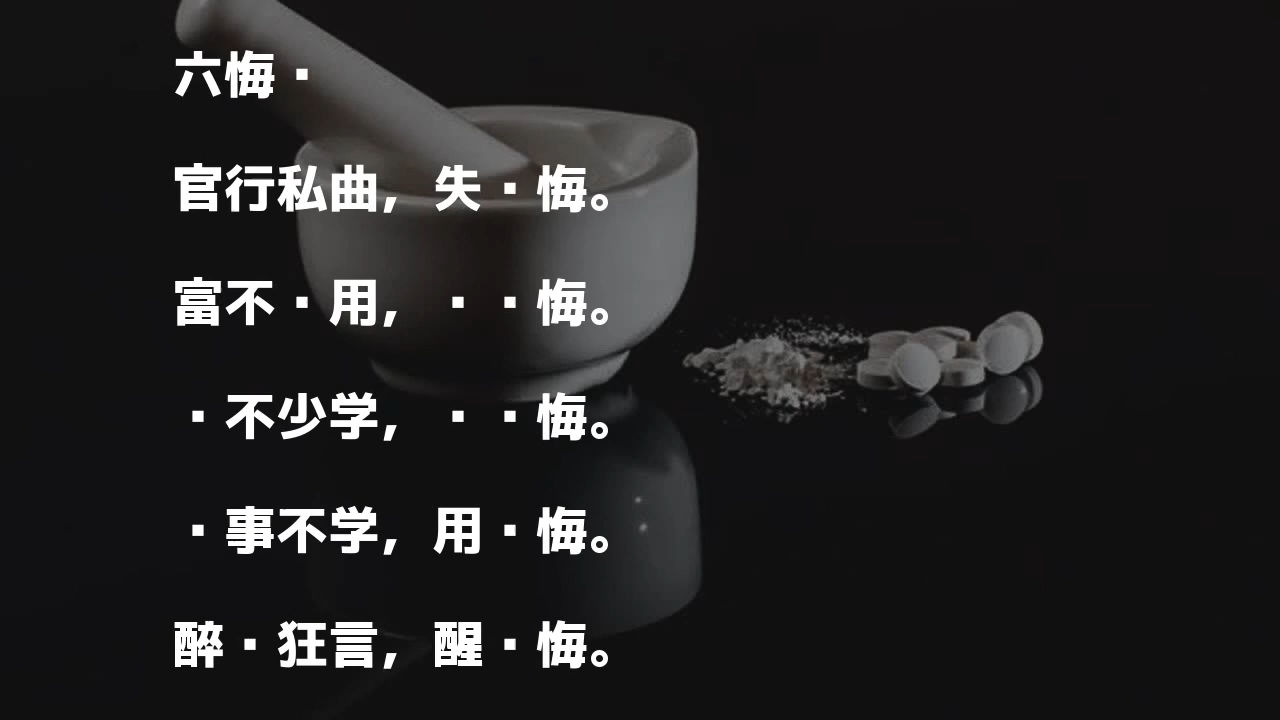 六悔·
官行私曲，失·悔。
富不·用，··悔。
·不少学，··悔。
·事不学，用·悔。
醉·狂言，醒·悔。